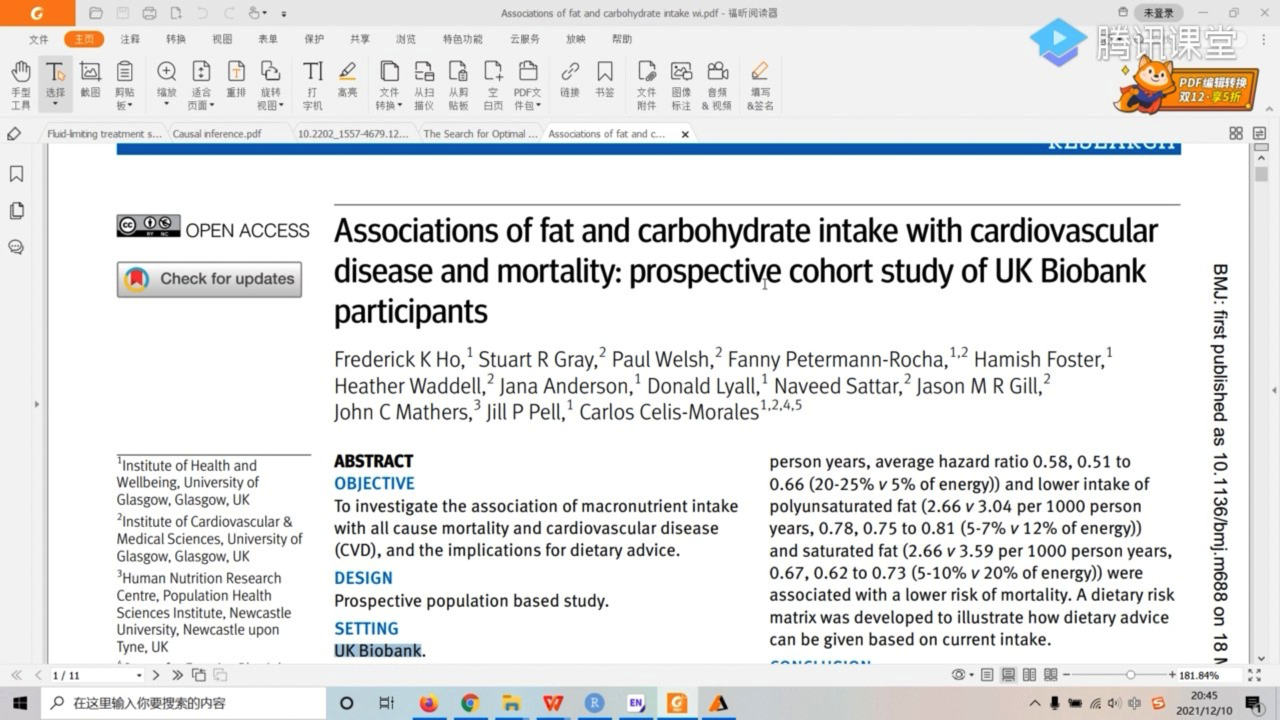 Associations of fat and carbohydrate intake wi.pdf - 福昕阅读器
未登录
文件 主页 注释 转换 视图 表单 保护 共享 浏览 特色功能 云服务 放映 帮助
腾讯课堂
手型工具 选择 截图 剪贴板 缩放 适合页面 重排 旋转视图 打字机 高亮 文件转换 从扫描仪 从剪贴板 空白页 PDF文件包 链接 书签 文件附件 图像标注 音频&视频 填写&签名
PDF编辑转换
双12·享5折
Fluid-limiting treatment s... Causal inference.pdf 10.2202_1557-4679.12... The Search for Optimal ... Associations of fat and c...
RESEARCH
OPEN ACCESS
Check for updates
Associations of fat and carbohydrate intake with cardiovascular
disease and mortality: prospective cohort study of UK Biobank
participants
Frederick K Ho,1 Stuart R Gray,2 Paul Welsh,2 Fanny Petermann-Rocha,1,2 Hamish Foster,1
Heather Waddell,2 Jana Anderson,1 Donald Lyall,1 Naveed Sattar,2 Jason M R Gill,2
John C Mathers,3 Jill P Pell,1 Carlos Celis-Morales1,2,4,5
1Institute of Health and
Wellbeing, University of
Glasgow, Glasgow, UK
2Institute of Cardiovascular &
Medical Sciences, University of
Glasgow, Glasgow, UK
3Human Nutrition Research
Centre, Population Health
Sciences Institute, Newcastle
University, Newcastle upon
Tyne, UK
ABSTRACT
OBJECTIVE
To investigate the association of macronutrient intake
with all cause mortality and cardiovascular disease
(CVD), and the implications for dietary advice.
DESIGN
Prospective population based study.
SETTING
UK Biobank.
person years, average hazard ratio 0.58, 0.51 to
0.66 (20-25% v 5% of energy)) and lower intake of
polyunsaturated fat (2.66 v 3.04 per 1000 person
years, 0.78, 0.75 to 0.81 (5-7% v 12% of energy))
and saturated fat (2.66 v 3.59 per 1000 person years,
0.67, 0.62 to 0.73 (5-10% v 20% of energy)) were
associated with a lower risk of mortality. A dietary risk
matrix was developed to illustrate how dietary advice
can be given based on current intake.
CONCLUSION
BMJ: first published as 10.1136/bmj.m688 on 18 M
1 / 11
181.84%
在这里输入你要搜索的内容
EN
20:45
2021/12/10